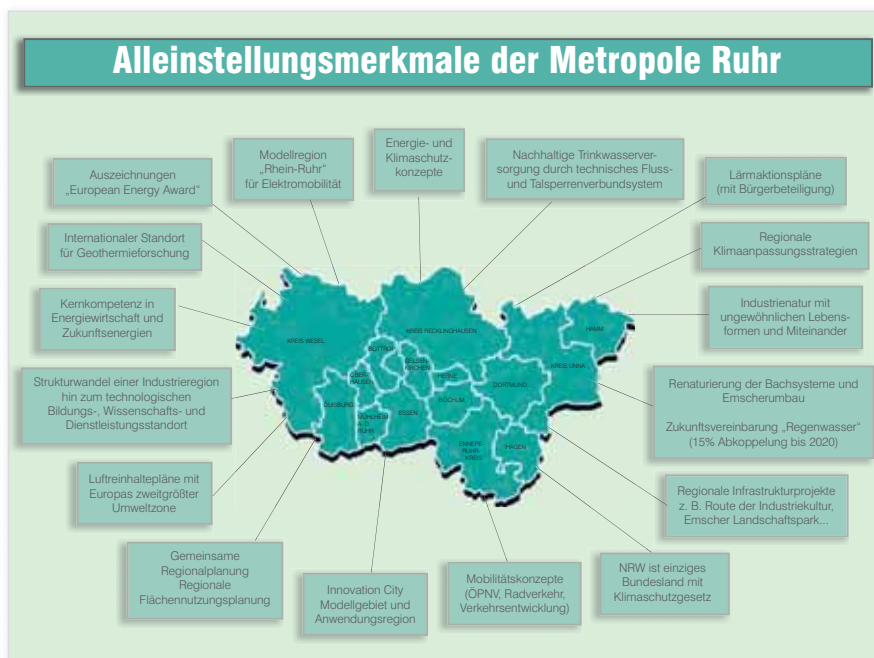 Alleinstellungsmerkmale der Metropole Ruhr
Auszeichnungen
„European Energy Award“
Modellregion
„Rhein-Ruhr“
für Elektromobilität
Energie- und
Klimaschutz-
konzepte
Nachhaltige Trinkwasserver-
sorgung durch technisches Fluss-
und Talsperrenverbundsystem
Lärmaktionspläne
(mit Bürgerbeteiligung)
Internationaler Standort
für Geothermieforschung
Regionale
Klimaanpassungsstrategien
Kernkompetenz in
Energiewirtschaft und
Zukunftsenergien
Industrienatur mit
ungewöhnlichen Lebens-
formen und Miteinander
KREIS WESEL
KREIS RECKLINGHAUSEN
HAMM
BOTTROP
GELSEN-
KIRCHEN
OBER-
HAUSEN
HERNE
KREIS UNNA
DORTMUND
DUISBURG
MÜHLHEIM
A. D.
RUHR
ESSEN
BOCHUM
ENNEPE
RUHR-
KREIS
HAGEN
Strukturwandel einer Industrieregion
hin zum technologischen
Bildungs-, Wissenschafts- und
Dienstleistungsstandort
Renaturierung der Bachsysteme und
Emscherumbau
Zukunftsvereinbarung „Regenwasser“
(15% Abkoppelung bis 2020)
Luftreinhaltepläne mit
Europas zweitgrößter
Umweltzone
Regionale Infrastrukturprojekte
z. B. Route der Industriekultur,
Emscher Landschaftspark...
Gemeinsame
Regionalplanung
Regionale
Flächennutzungsplanung
Innovation City
Modellgebiet und
Anwendungsregion
Mobilitätskonzepte
(ÖPNV, Radverkehr,
Verkehrsentwicklung)
NRW ist einziges
Bundesland mit
Klimaschutzgesetz